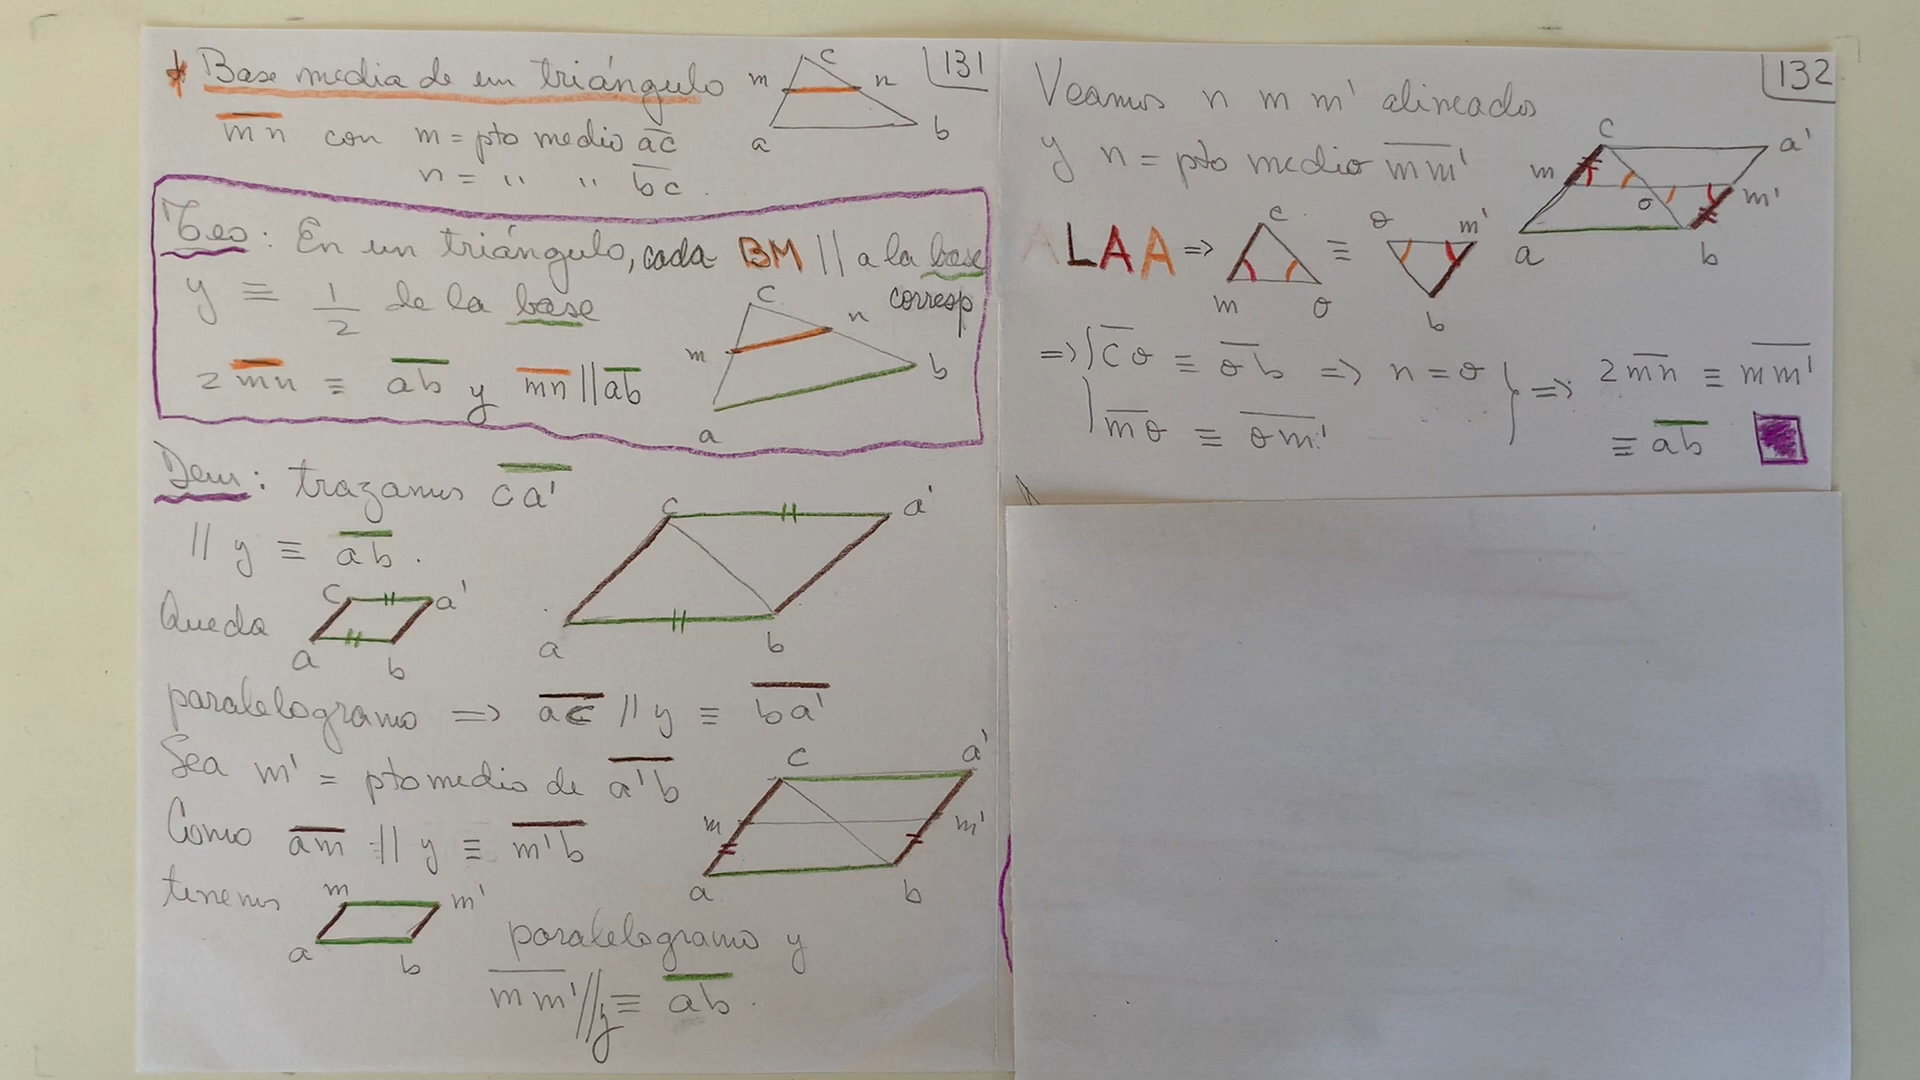 Base media de un triángulo
131
mn con m = pto medio ac
n = " " bc.
c
m n
a b
Teo: En un triángulo, cada BM // a la base
corresp
y ≡ 1/2 de la base
2 mn ≡ ab y mn // ab
c
n
m
b
a
Dem: trazamos ca'
// y ≡ ab.
c a'
a b
Queda
c a'
a b
paralelogramo => ac // y ≡ ba'
Sea m' = pto medio de a'b
Como am // y ≡ m'b
c a'
m m'
a b
tenemos
m m'
a b
paralelogramo y
mm' // y ≡ ab.
132
Veamos n m m' alineados
y n = pto medio mm'
c a'
m m'
o
a b
ALAA =>
c
m o
≡
o m'
b
=> co ≡ ob => n = o
mo ≡ om'
=> 2 mn ≡ mm'
≡ ab